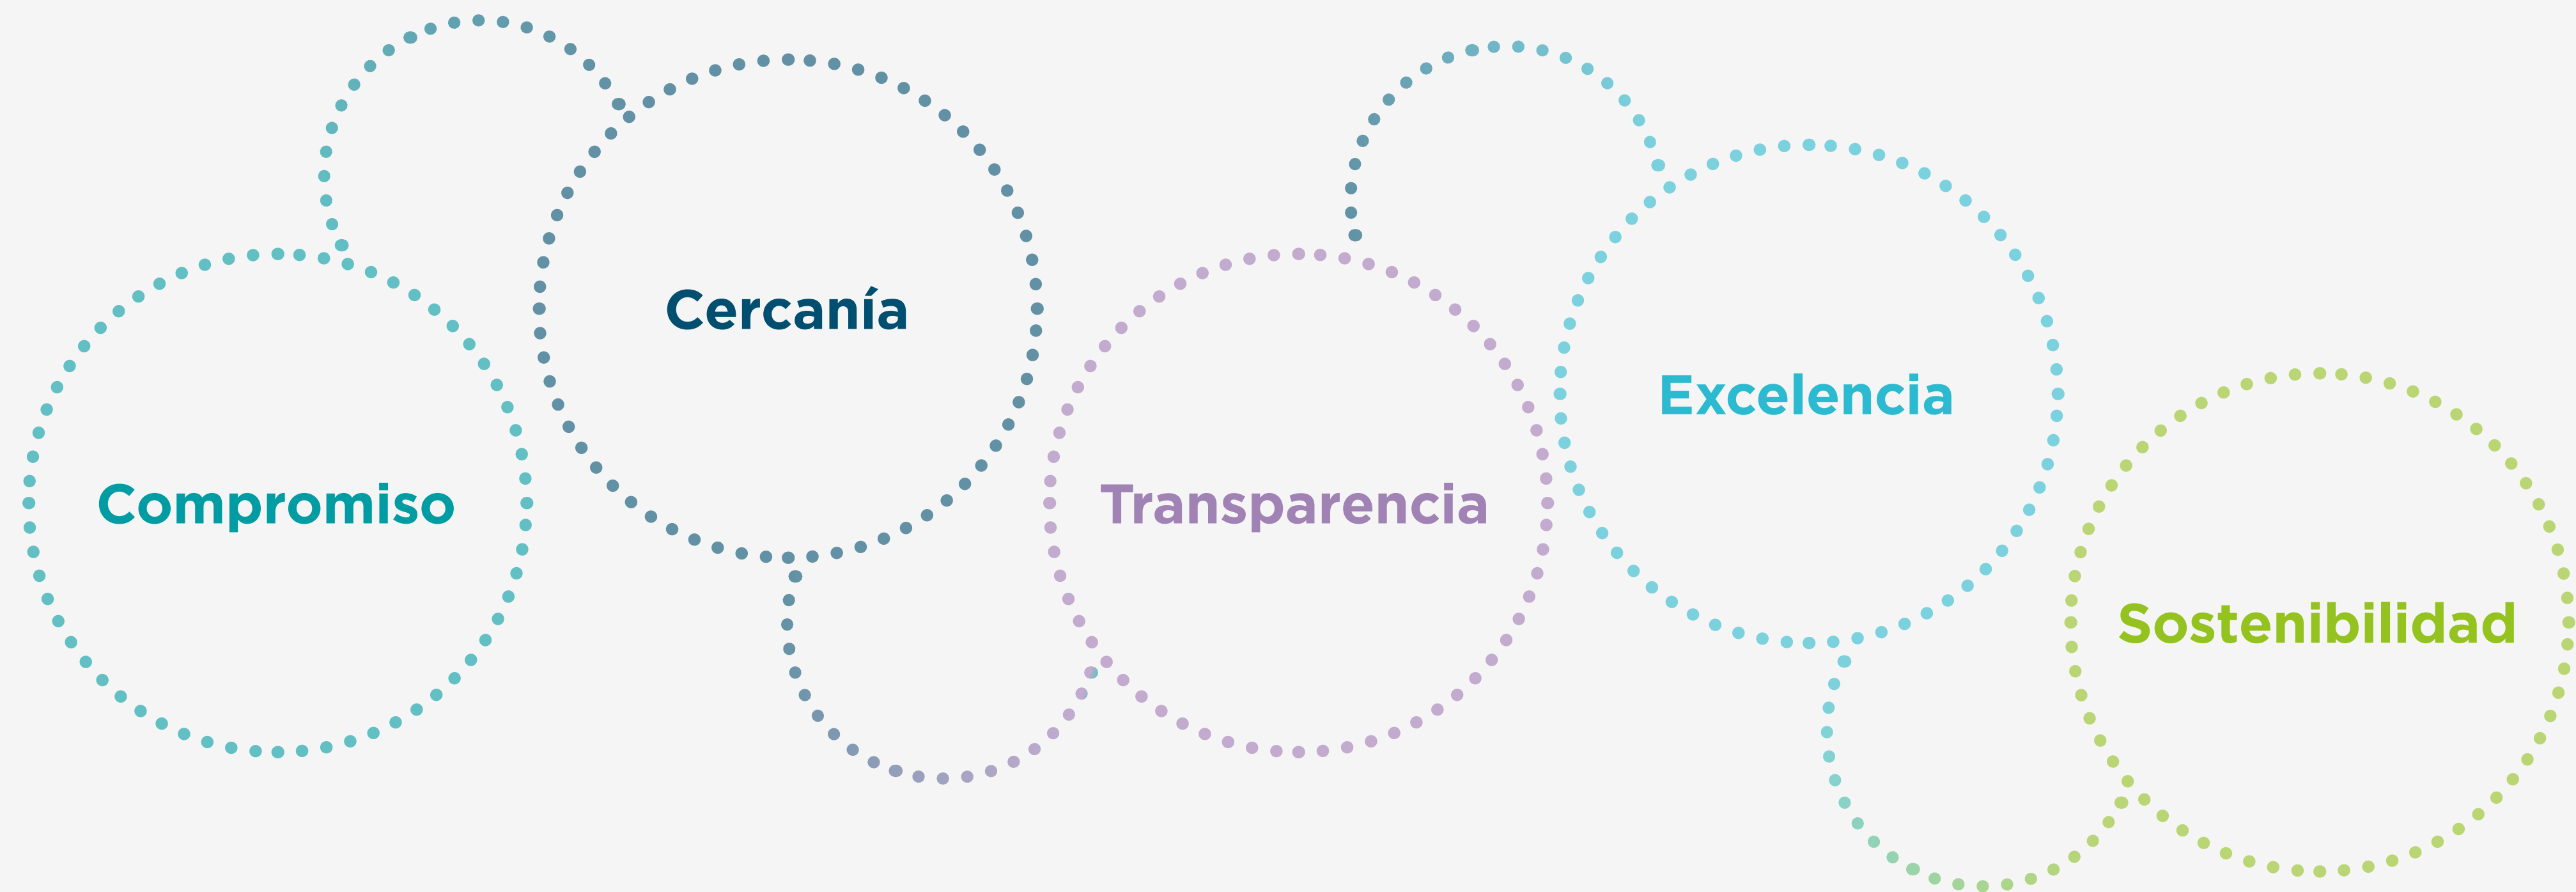 Compromiso
Cercanía
Transparencia
Excelencia
Sostenibilidad